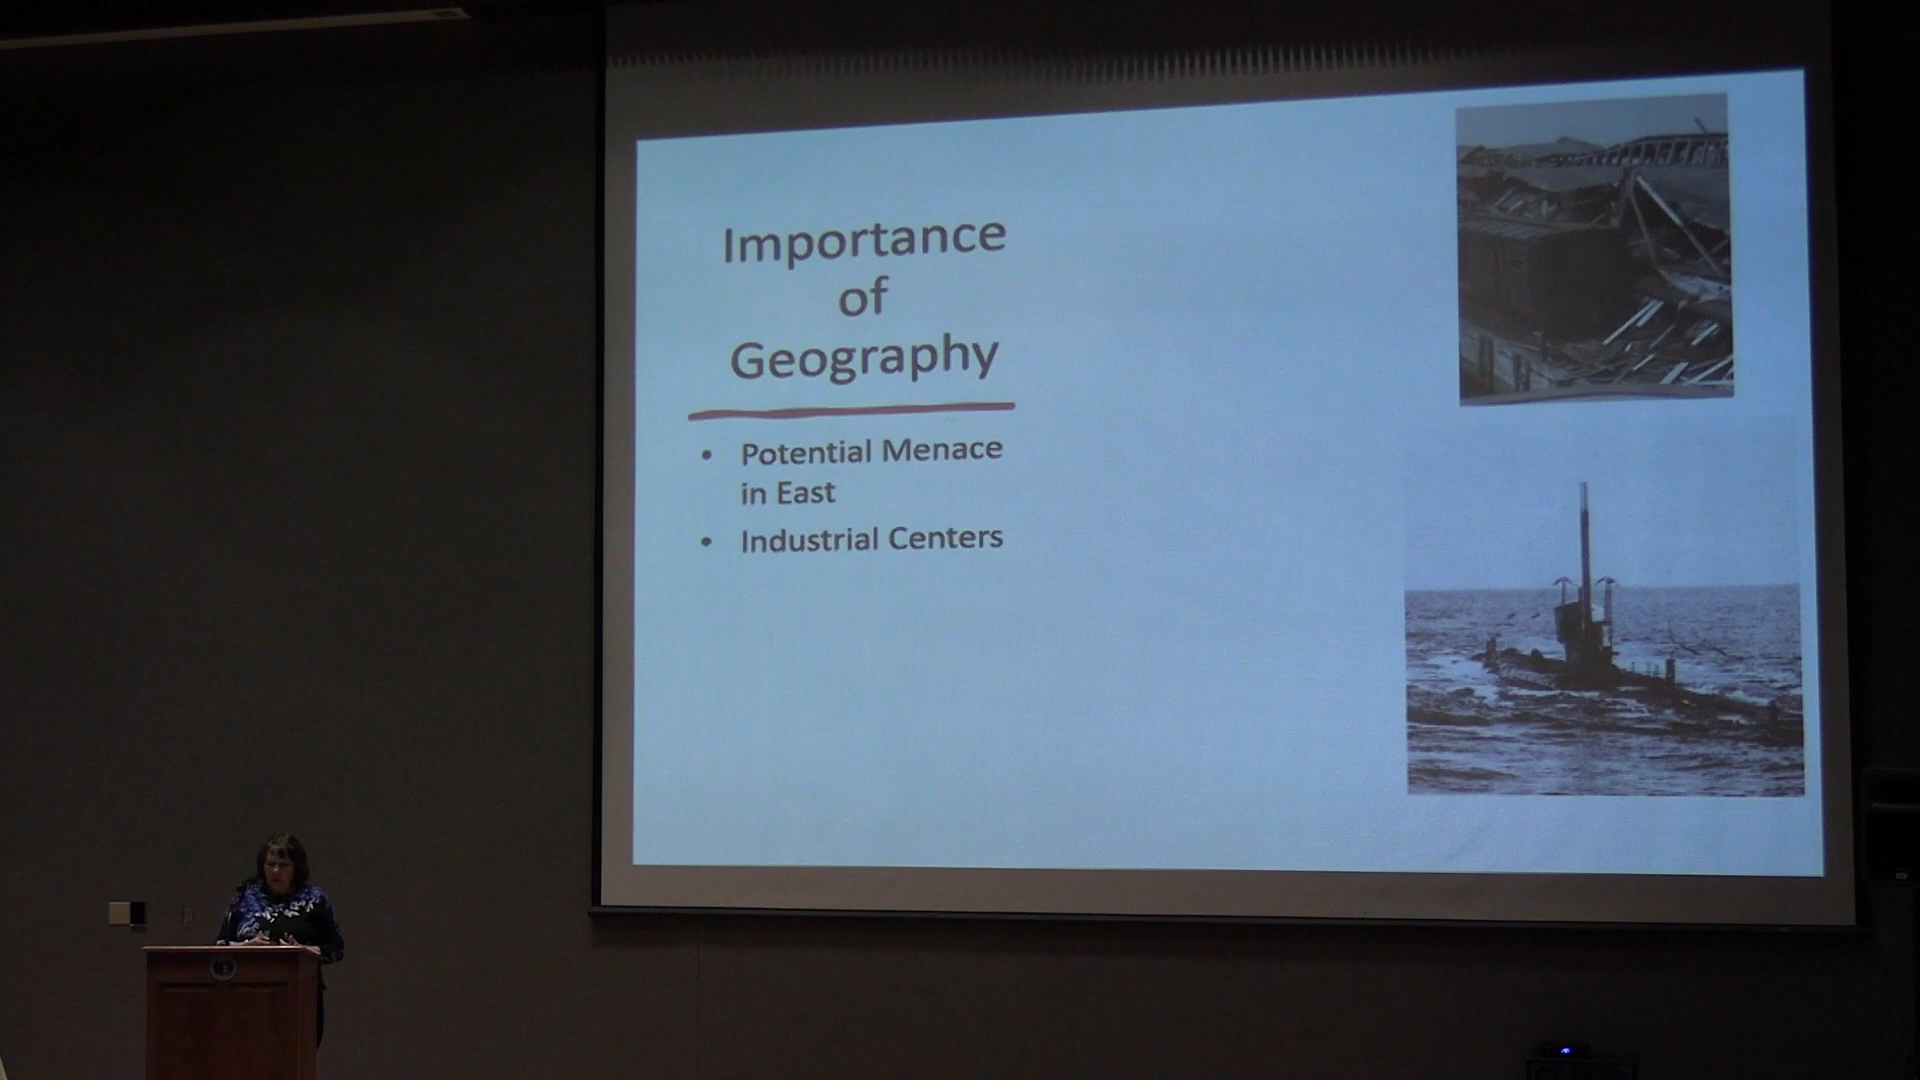 Importance
of
Geography
• Potential Menace
in East
• Industrial Centers